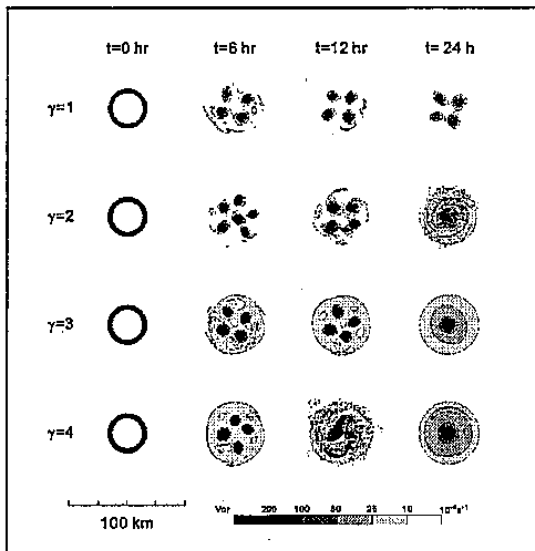 t=0 hr t=6 hr t=12 hr t= 24 h
γ=1
γ=2
γ=3
γ=4
100 km
Vor 200 100 50 25 10 10⁻⁴s⁻¹